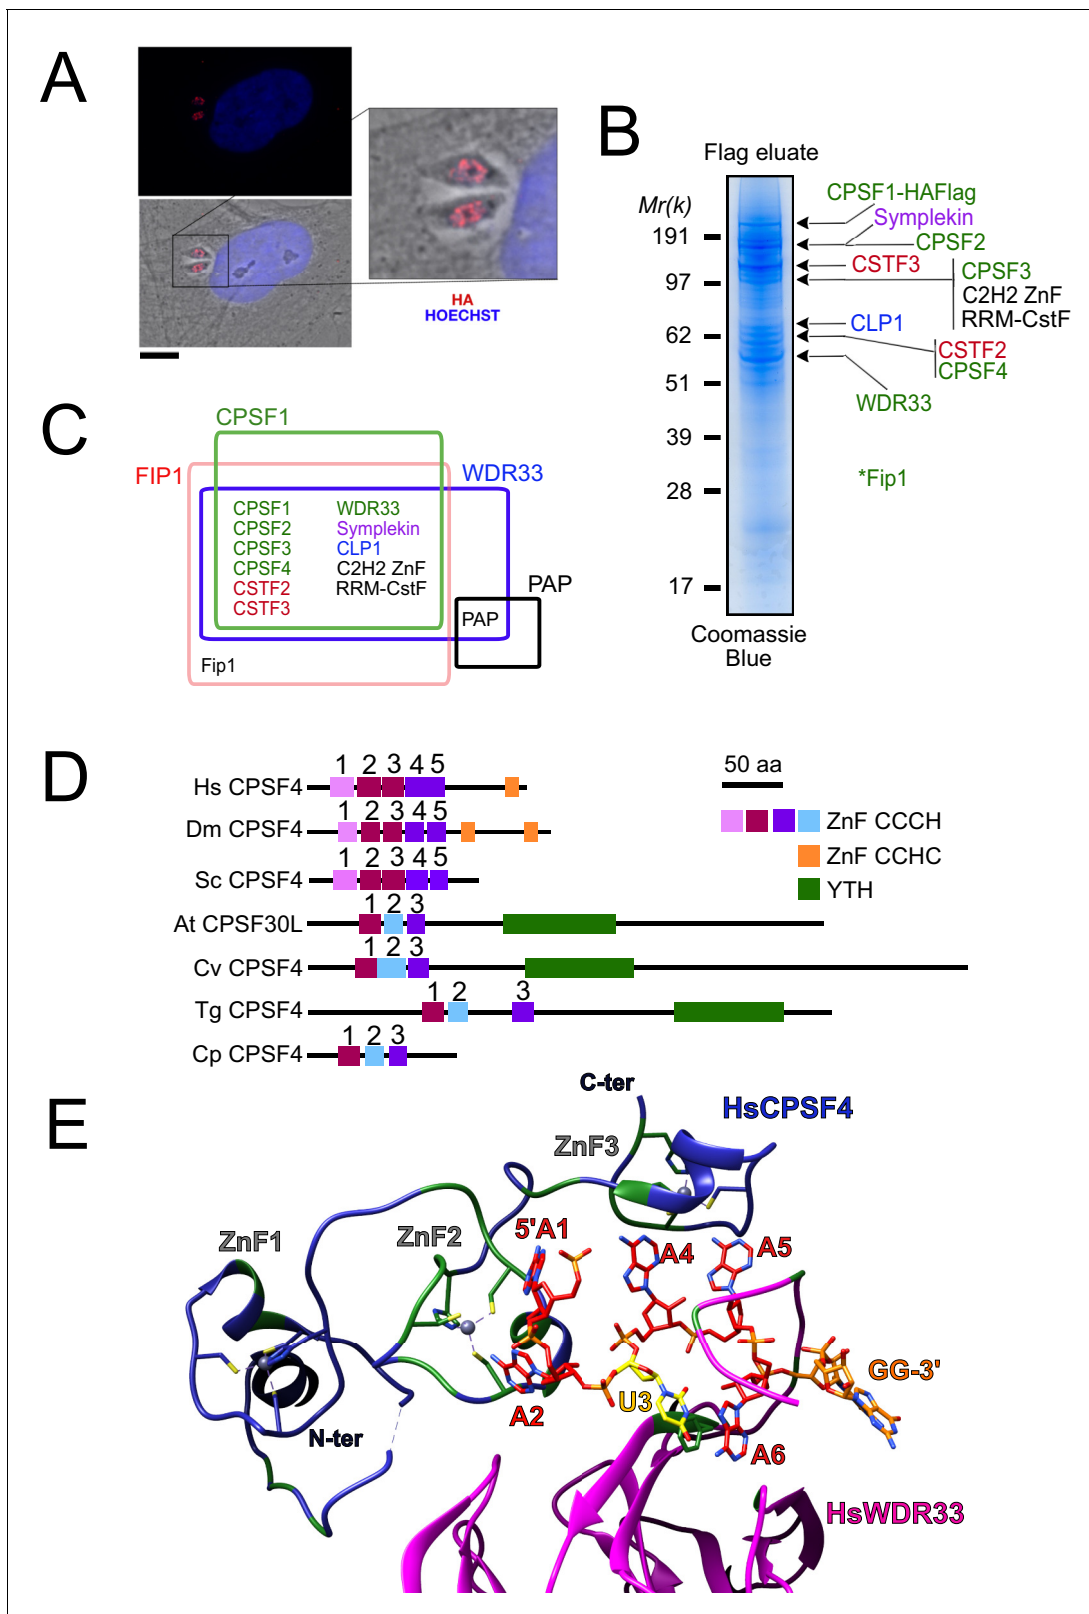 A
HA
HOECHST
B
Flag eluate
Mr(k)
191
97
62
51
39
28
17
CPSF1-HAFlag
Symplekin
CPSF2
CSTF3
CPSF3
C2H2 ZnF
RRM-CstF
CLP1
CSTF2
CPSF4
WDR33
*Fip1
Coomassie
Blue
C
CPSF1
FIP1
WDR33
CPSF1 WDR33
CPSF2 Symplekin
CPSF3 CLP1
CPSF4 C2H2 ZnF
CSTF2 RRM-CstF
CSTF3
PAP
PAP
Fip1
D
1 2 3 4 5
Hs CPSF4
1 2 3 4 5
Dm CPSF4
1 2 3 4 5
Sc CPSF4
1 2 3
At CPSF30L
1 2 3
Cv CPSF4
1 2 3
Tg CPSF4
1 2 3
Cp CPSF4
50 aa
ZnF CCCH
ZnF CCHC
YTH
E
C-ter
HsCPSF4
ZnF3
ZnF2
5'A1
ZnF1
A4
A5
GG-3'
U3
A2
A6
N-ter
HsWDR33